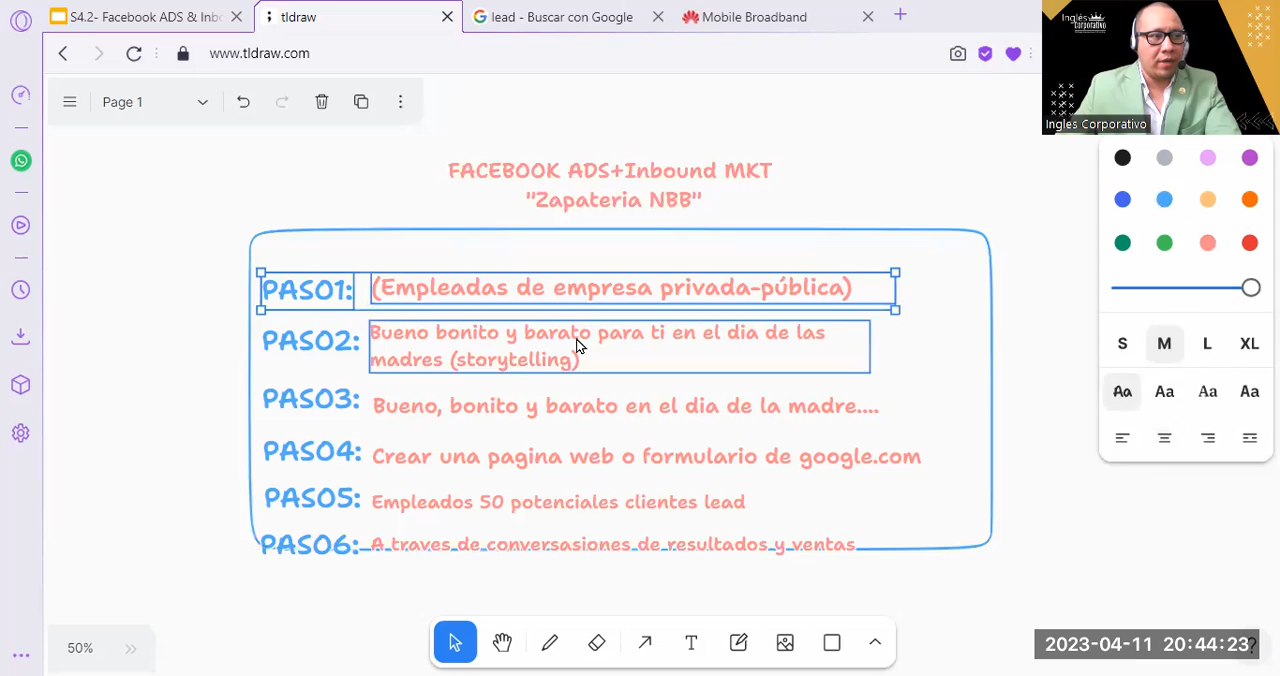 S4.2- Facebook ADS & Inb
tldraw
lead - Buscar con Google
Mobile Broadband
www.tldraw.com
Inglés Corporativo
Ingles Corporativo
Page 1
FACEBOOK ADS+Inbound MKT
"Zapateria NBB"
PASO1: (Empleadas de empresa privada-pública)
PASO2: Bueno bonito y barato para ti en el dia de las
madres (storytelling)
PASO3: Bueno, bonito y barato en el dia de la madre....
PASO4: Crear una pagina web o formulario de google.com
PASO5: Empleados 50 potenciales clientes lead
PASO6: A traves de conversasiones de resultados y ventas
S M L XL
Aa Aa Aa Aa
50%
T
2023-04-11 20:44:23
?